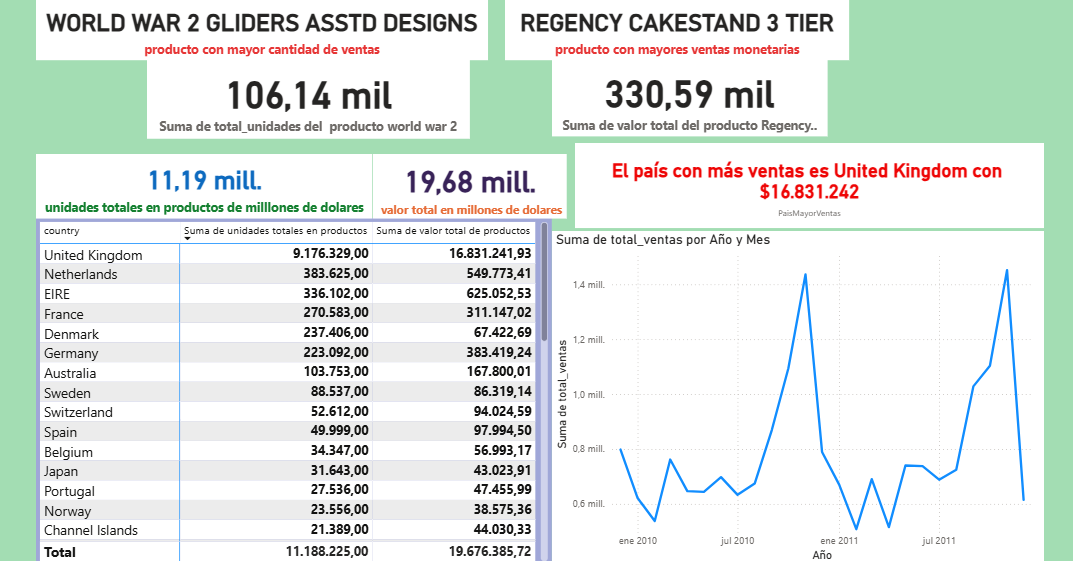 WORLD WAR 2 GLIDERS ASSTD DESIGNS
producto con mayor cantidad de ventas
REGENCY CAKESTAND 3 TIER
producto con mayores ventas monetarias
106,14 mil
Suma de total_unidades del producto world war 2
330,59 mil
Suma de valor total del producto Regency..
11,19 mill.
unidades totales en productos de milllones de dolares
19,68 mill.
valor total en millones de dolares
El país con más ventas es United Kingdom con
$16.831.242
PaisMayorVentas
country Suma de unidades totales en productos Suma de valor total de productos
United Kingdom 9.176.329,00 16.831.241,93
Netherlands 383.625,00 549.773,41
EIRE 336.102,00 625.052,53
France 270.583,00 311.147,02
Denmark 237.406,00 67.422,69
Germany 223.092,00 383.419,24
Australia 103.753,00 167.800,01
Sweden 88.537,00 86.319,14
Switzerland 52.612,00 94.024,59
Spain 49.999,00 97.994,50
Belgium 34.347,00 56.993,17
Japan 31.643,00 43.023,91
Portugal 27.536,00 47.455,99
Norway 23.556,00 38.575,36
Channel Islands 21.389,00 44.030,33
Total 11.188.225,00 19.676.385,72
Suma de total_ventas por Año y Mes
Suma de total_ventas
1,4 mill.
1,2 mill.
1,0 mill.
0,8 mill.
0,6 mill.
ene 2010 jul 2010 ene 2011 jul 2011
Año